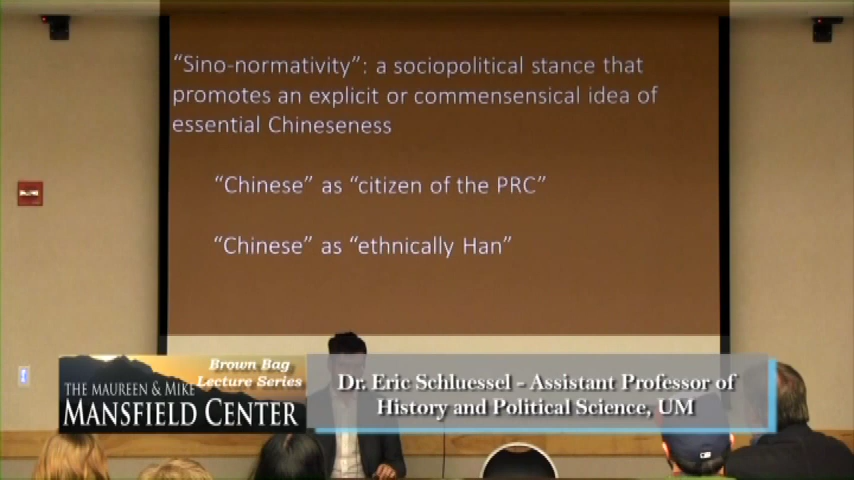 “Sino-normativity”: a sociopolitical stance that
promotes an explicit or commensensical idea of
essential Chineseness
“Chinese” as “citizen of the PRC”
“Chinese” as “ethnically Han”
Brown Bag
Lecture Series
THE MAUREEN & MIKE
MANSFIELD CENTER
Dr. Eric Schluessel - Assistant Professor of
History and Political Science, UM